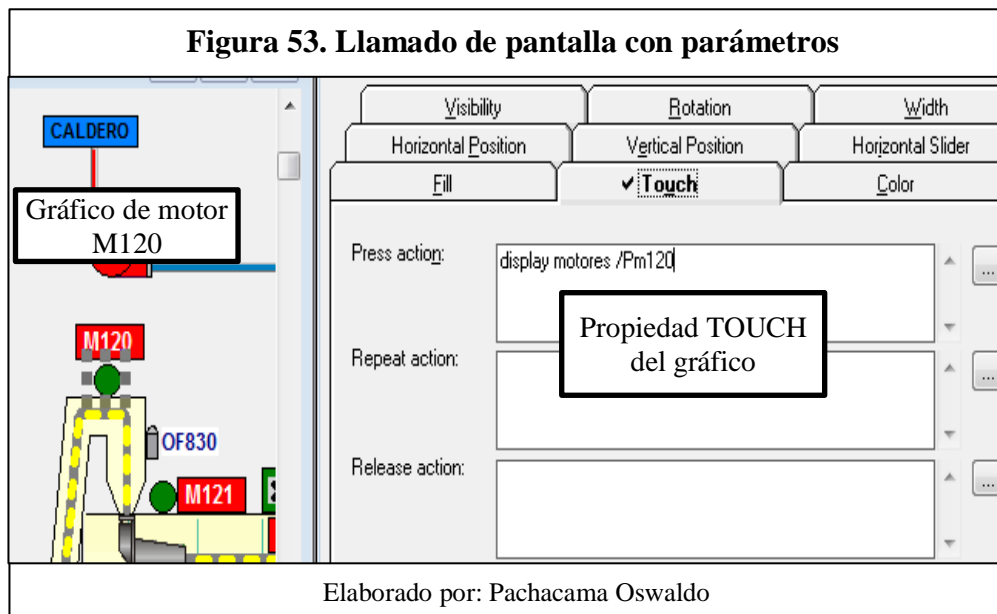 Figura 53. Llamado de pantalla con parámetros
CALDERO
Gráfico de motor
M120
M120
OF830
M121
Visibility
Rotation
Width
Horizontal Position
Vertical Position
Horizontal Slider
Fill
✔ Touch
Color
Press action:
display motores /Pm120
...
Propiedad TOUCH
del gráfico
Repeat action:
...
Release action:
...
Elaborado por: Pachacama Oswaldo